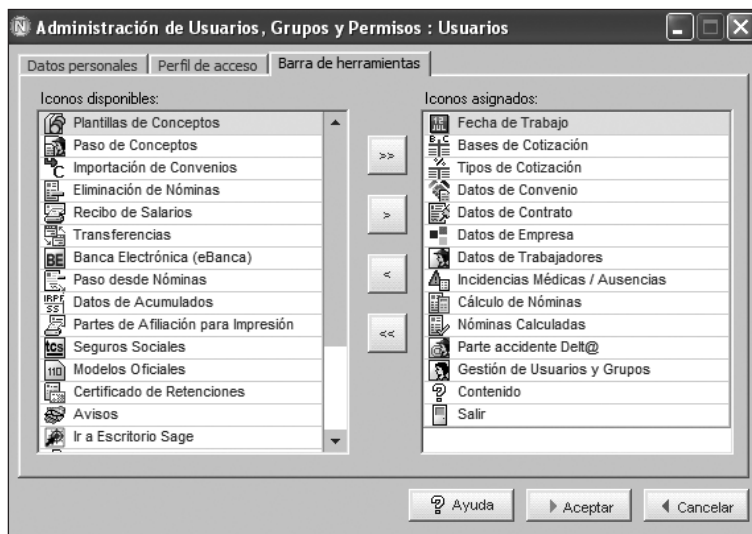 Administración de Usuarios, Grupos y Permisos : Usuarios
Datos personales Perfil de acceso Barra de herramientas
Iconos disponibles:
Plantillas de Conceptos
Paso de Conceptos
Importación de Convenios
Eliminación de Nóminas
Recibo de Salarios
Transferencias
BE Banca Electrónica (eBanca)
Paso desde Nóminas
IRPF SS Datos de Acumulados
Partes de Afiliación para Impresión
tcs Seguros Sociales
110 Modelos Oficiales
Certificado de Retenciones
Avisos
Ir a Escritorio Sage
>>
>
<
<<
Iconos asignados:
Fecha de Trabajo
B,C Bases de Cotización
% Tipos de Cotización
Datos de Convenio
Datos de Contrato
Datos de Empresa
Datos de Trabajadores
Incidencias Médicas / Ausencias
Cálculo de Nóminas
Nóminas Calculadas
Parte accidente Delt@
Gestión de Usuarios y Grupos
Contenido
Salir
Ayuda Aceptar Cancelar